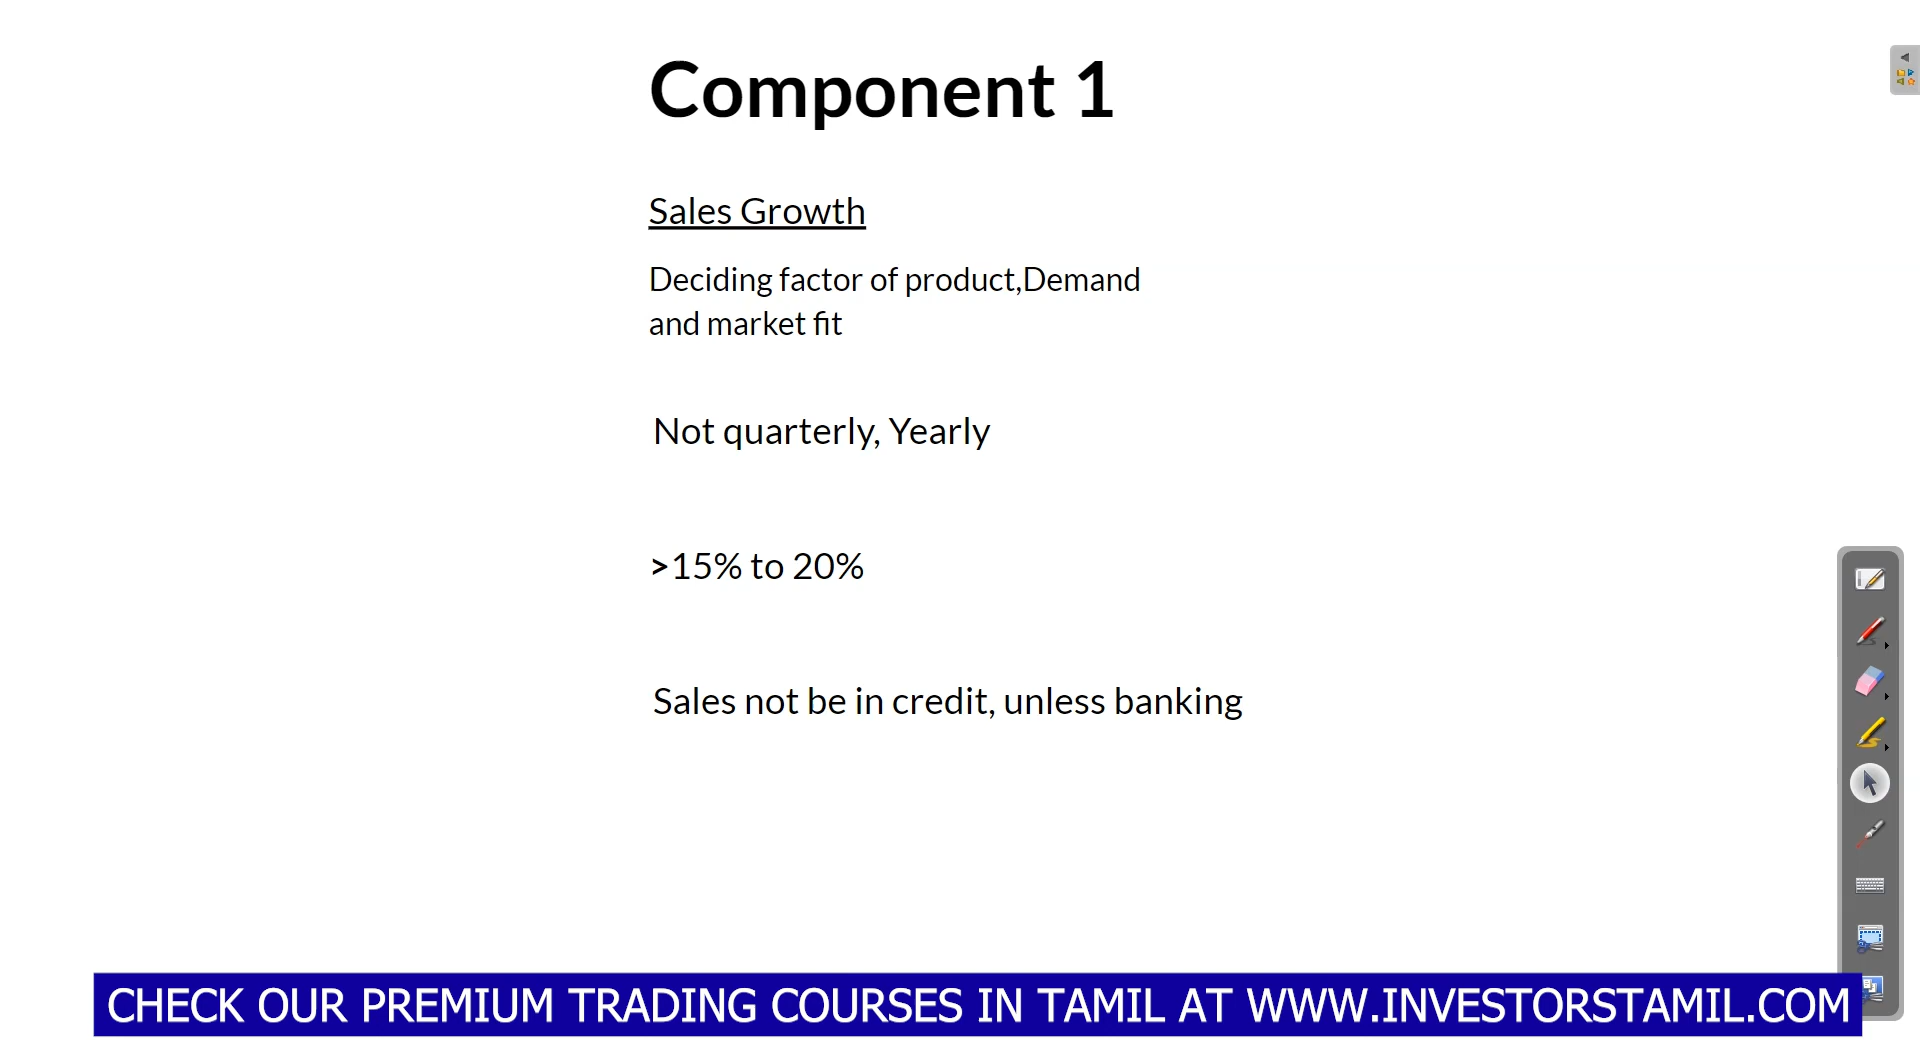 Component 1
Sales Growth
Deciding factor of product,Demand
and market fit
Not quarterly, Yearly
>15% to 20%
Sales not be in credit, unless banking
CHECK OUR PREMIUM TRADING COURSES IN TAMIL AT WWW.INVESTORSTAMIL.COM